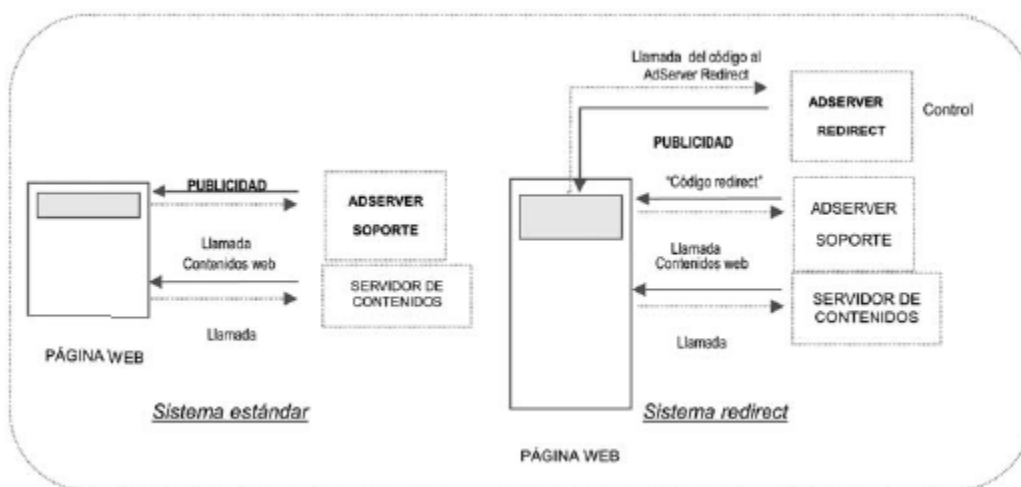 PUBLICIDAD
ADSERVER
SOPORTE
Llamada
Contenidos web
SERVIDOR DE
CONTENIDOS
Llamada
PÁGINA WEB
Sistema estándar
Llamada del código al
AdServer Redirect
ADSERVER
REDIRECT
Control
PUBLICIDAD
"Código redirect"
ADSERVER
SOPORTE
Llamada
Contenidos web
SERVIDOR DE
CONTENIDOS
Llamada
Sistema redirect
PÁGINA WEB